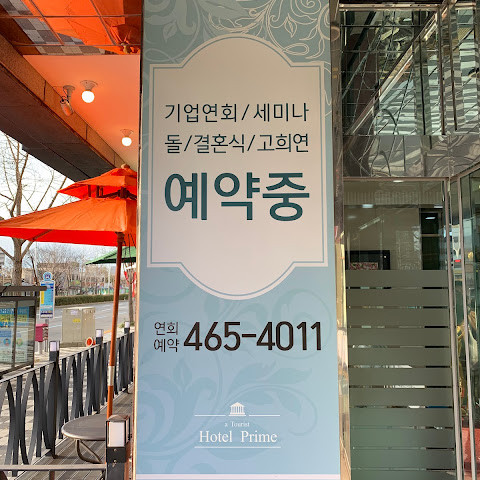 기업연회/세미나
돌/결혼식/고희연
예약중
연회
예약 465-4011
a Tourist
Hotel Prime